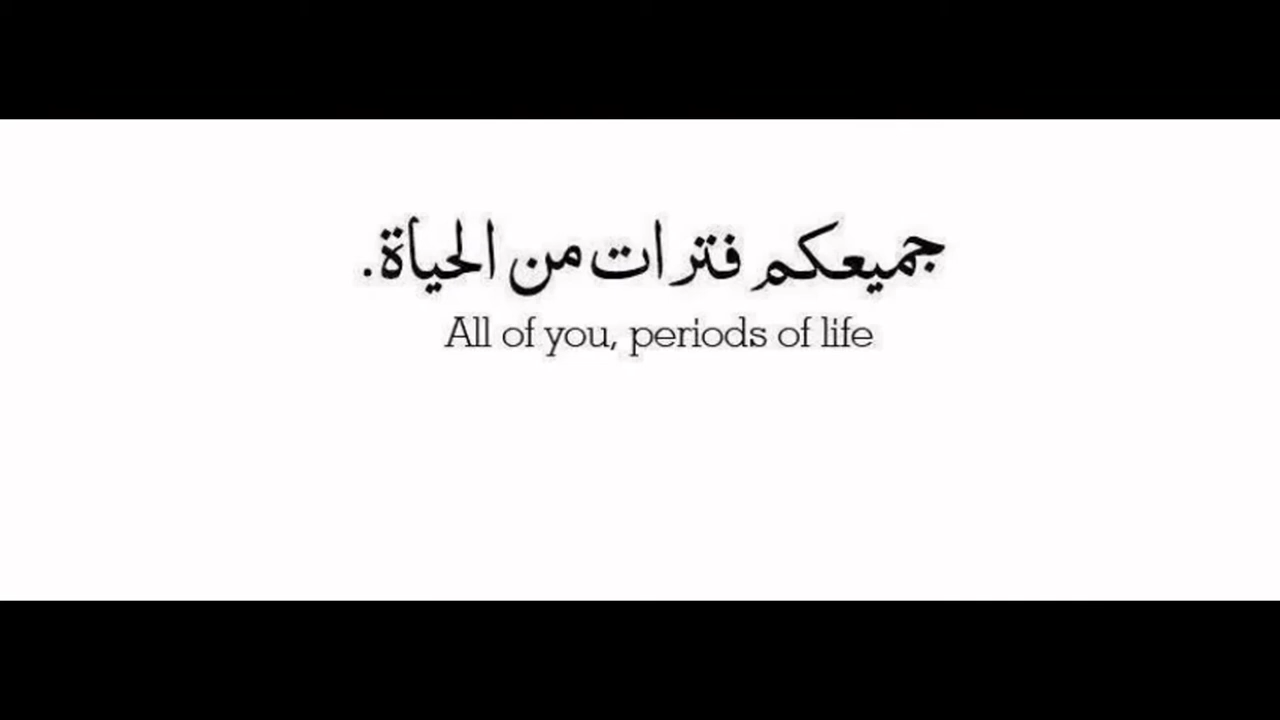 جميعكم فترات من الحياة.
All of you, periods of life